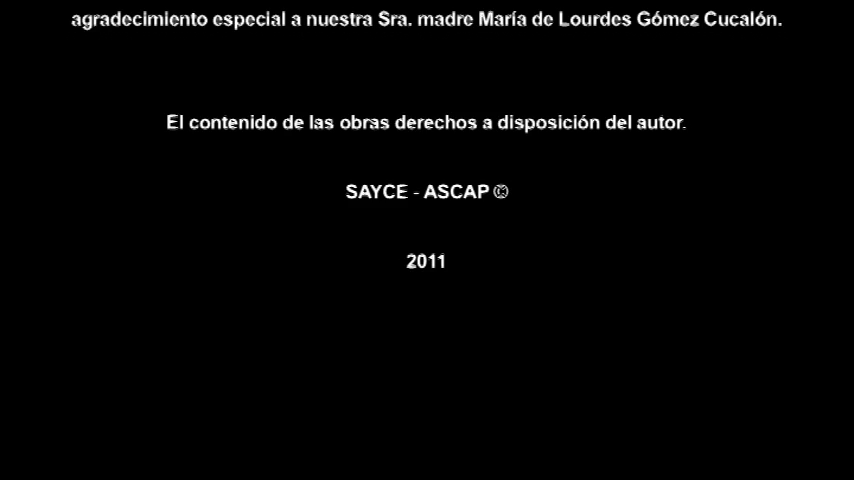 agradecimiento especial a nuestra Sra. madre María de Lourdes Gómez Cucalón.
El contenido de las obras derechos a disposición del autor.
SAYCE - ASCAP ©
2011